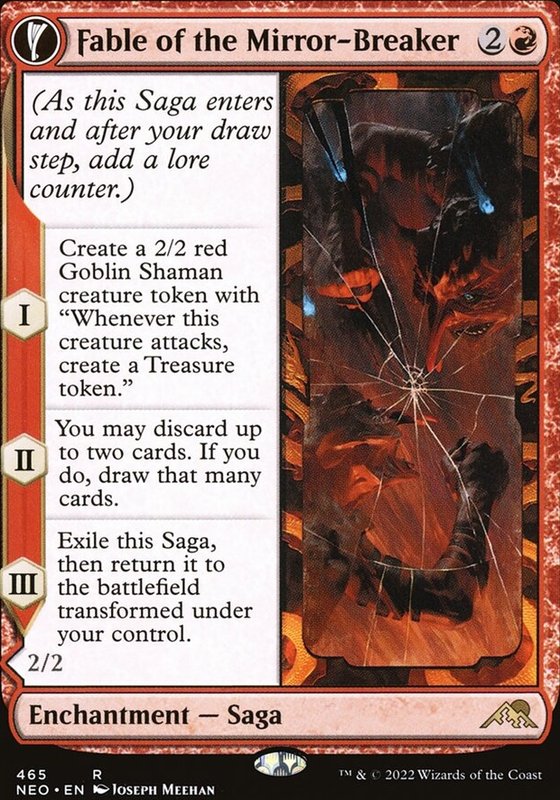 Fable of the Mirror-Breaker 2
(As this Saga enters
and after your draw
step, add a lore
counter.)
I
Create a 2/2 red
Goblin Shaman
creature token with
“Whenever this
creature attacks,
create a Treasure
token.”
II
You may discard up
to two cards. If you
do, draw that many
cards.
III
Exile this Saga,
then return it to
the battlefield
transformed under
your control.
2/2
Enchantment — Saga
465 R
NEO • EN Joseph Meehan
™ & © 2022 Wizards of the Coast